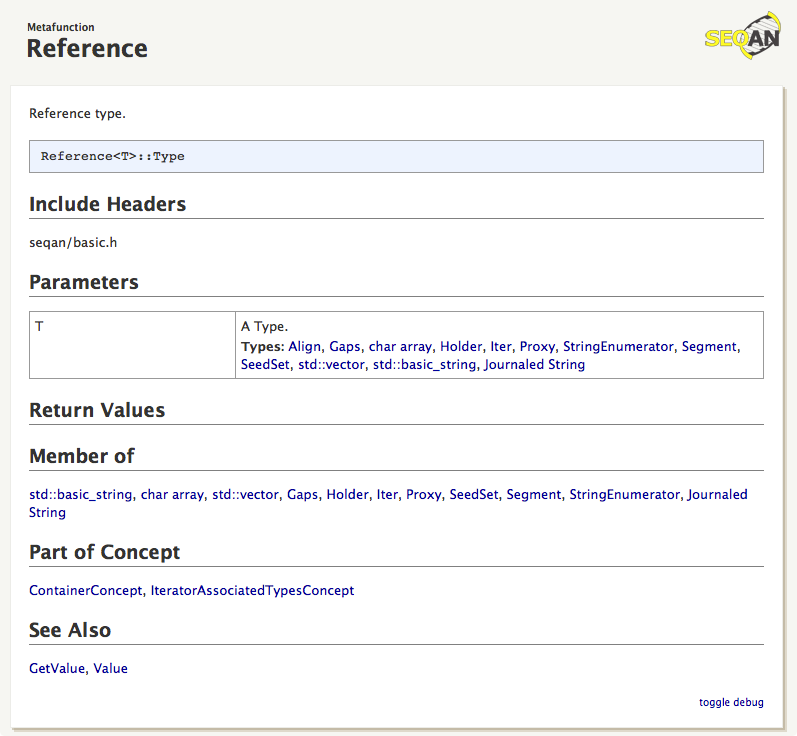 Metafunction
Reference
SEQAN
Reference type.
Reference<T>::Type
Include Headers
seqan/basic.h
Parameters
T
A Type.
Types: Align, Gaps, char array, Holder, Iter, Proxy, StringEnumerator, Segment,
SeedSet, std::vector, std::basic_string, Journaled String
Return Values
Member of
std::basic_string, char array, std::vector, Gaps, Holder, Iter, Proxy, SeedSet, Segment, StringEnumerator, Journaled
String
Part of Concept
ContainerConcept, IteratorAssociatedTypesConcept
See Also
GetValue, Value
toggle debug